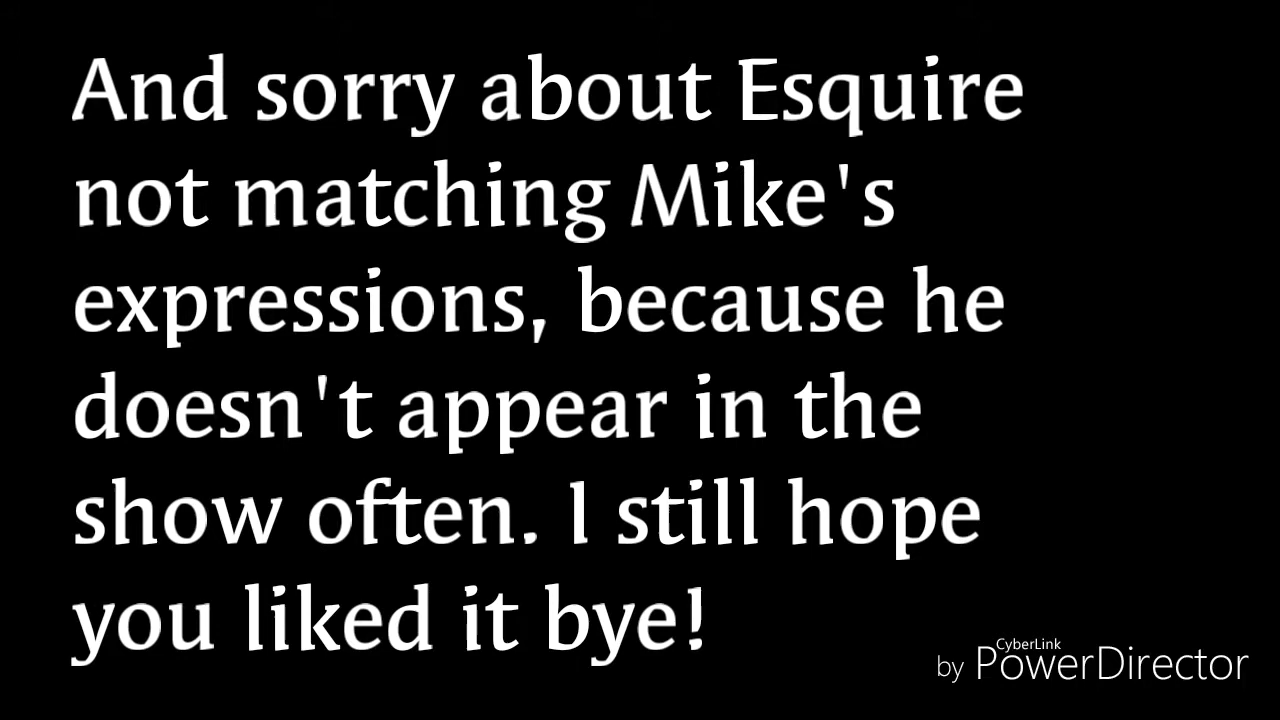 And sorry about Esquire
not matching Mike's
expressions, because he
doesn't appear in the
show often. I still hope
you liked it bye!
CyberLink
by PowerDirector